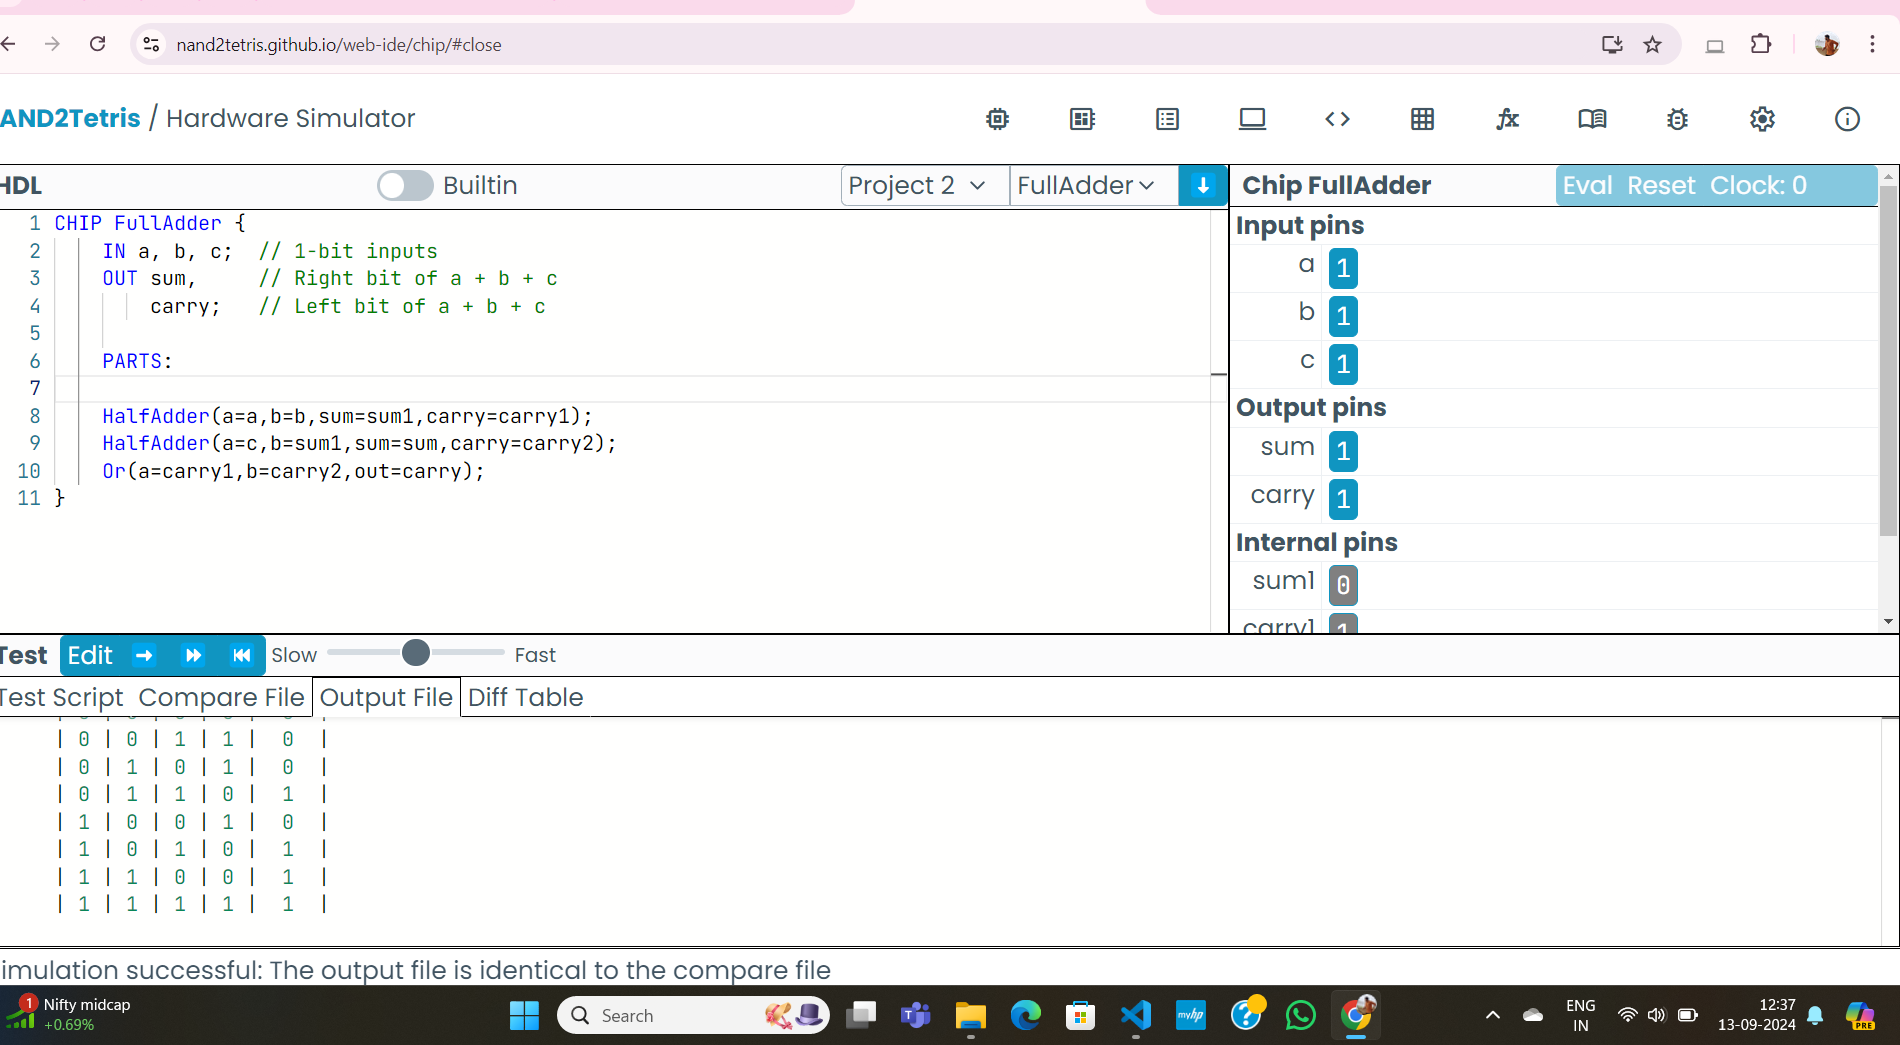 nand2tetris.github.io/web-ide/chip/#close
AND2Tetris / Hardware Simulator
HDL Builtin Project 2 FullAdder
1 CHIP FullAdder {
2 IN a, b, c; // 1-bit inputs
3 OUT sum, // Right bit of a + b + c
4 carry; // Left bit of a + b + c
5
6 PARTS:
7
8 HalfAdder(a=a,b=b,sum=sum1,carry=carry1);
9 HalfAdder(a=c,b=sum1,sum=sum,carry=carry2);
10 Or(a=carry1,b=carry2,out=carry);
11 }
Chip FullAdder Eval Reset Clock: 0
Input pins
a 1
b 1
c 1
Output pins
sum 1
carry 1
Internal pins
sum1 0
carry1 1
Test Edit Slow Fast
Test Script Compare File Output File Diff Table
| 0 | 0 | 1 | 1 | 0 |
| 0 | 1 | 0 | 1 | 0 |
| 0 | 1 | 1 | 0 | 1 |
| 1 | 0 | 0 | 1 | 0 |
| 1 | 0 | 1 | 0 | 1 |
| 1 | 1 | 0 | 0 | 1 |
| 1 | 1 | 1 | 1 | 1 |
imulation successful: The output file is identical to the compare file
1 Nifty midcap
+0.69%
Search
myhp
ENG
IN
12:37
13-09-2024
PRE